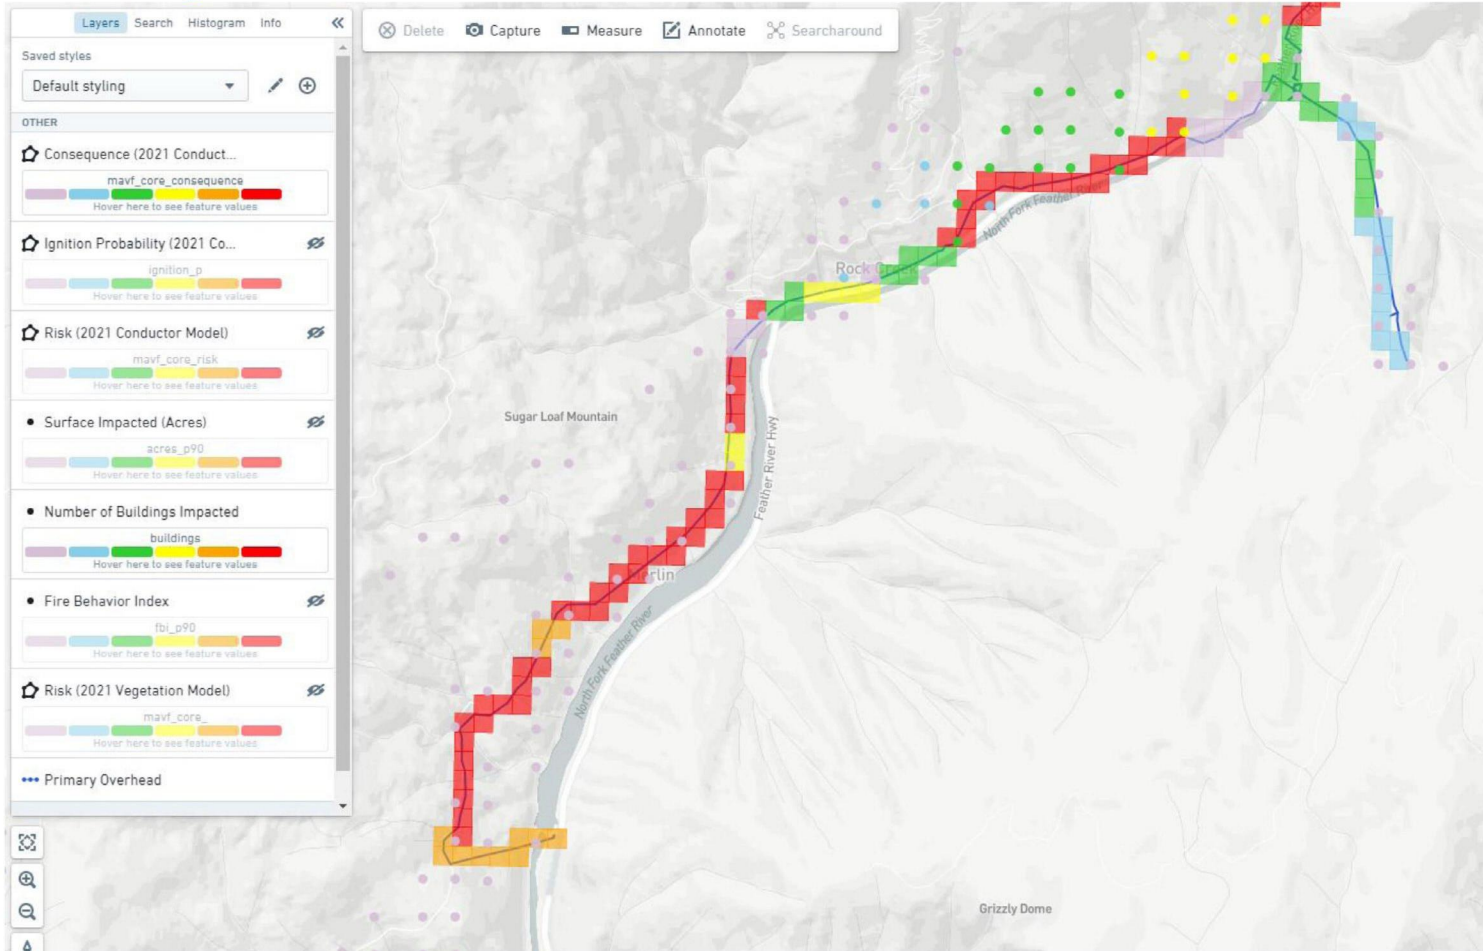 Layers Search Histogram Info
Saved styles
Default styling
OTHER
Consequence (2021 Conduct...
mavf_core_consequence
Hover here to see feature values
Ignition Probability (2021 Co...
ignition_p
Hover here to see feature values
Risk (2021 Conductor Model)
mavf_core_risk
Hover here to see feature values
Surface Impacted (Acres)
acres_p90
Hover here to see feature values
Number of Buildings Impacted
buildings
Hover here to see feature values
Fire Behavior Index
fbi_p90
Hover here to see feature values
Risk (2021 Vegetation Model)
mavf_core_
Hover here to see feature values
Primary Overhead
Delete Capture Measure Annotate Searcharound
North Fork Feather River
Rock Creek
Sugar Loaf Mountain
Feather River Hwy
North Fork Feather River
Grizzly Dome